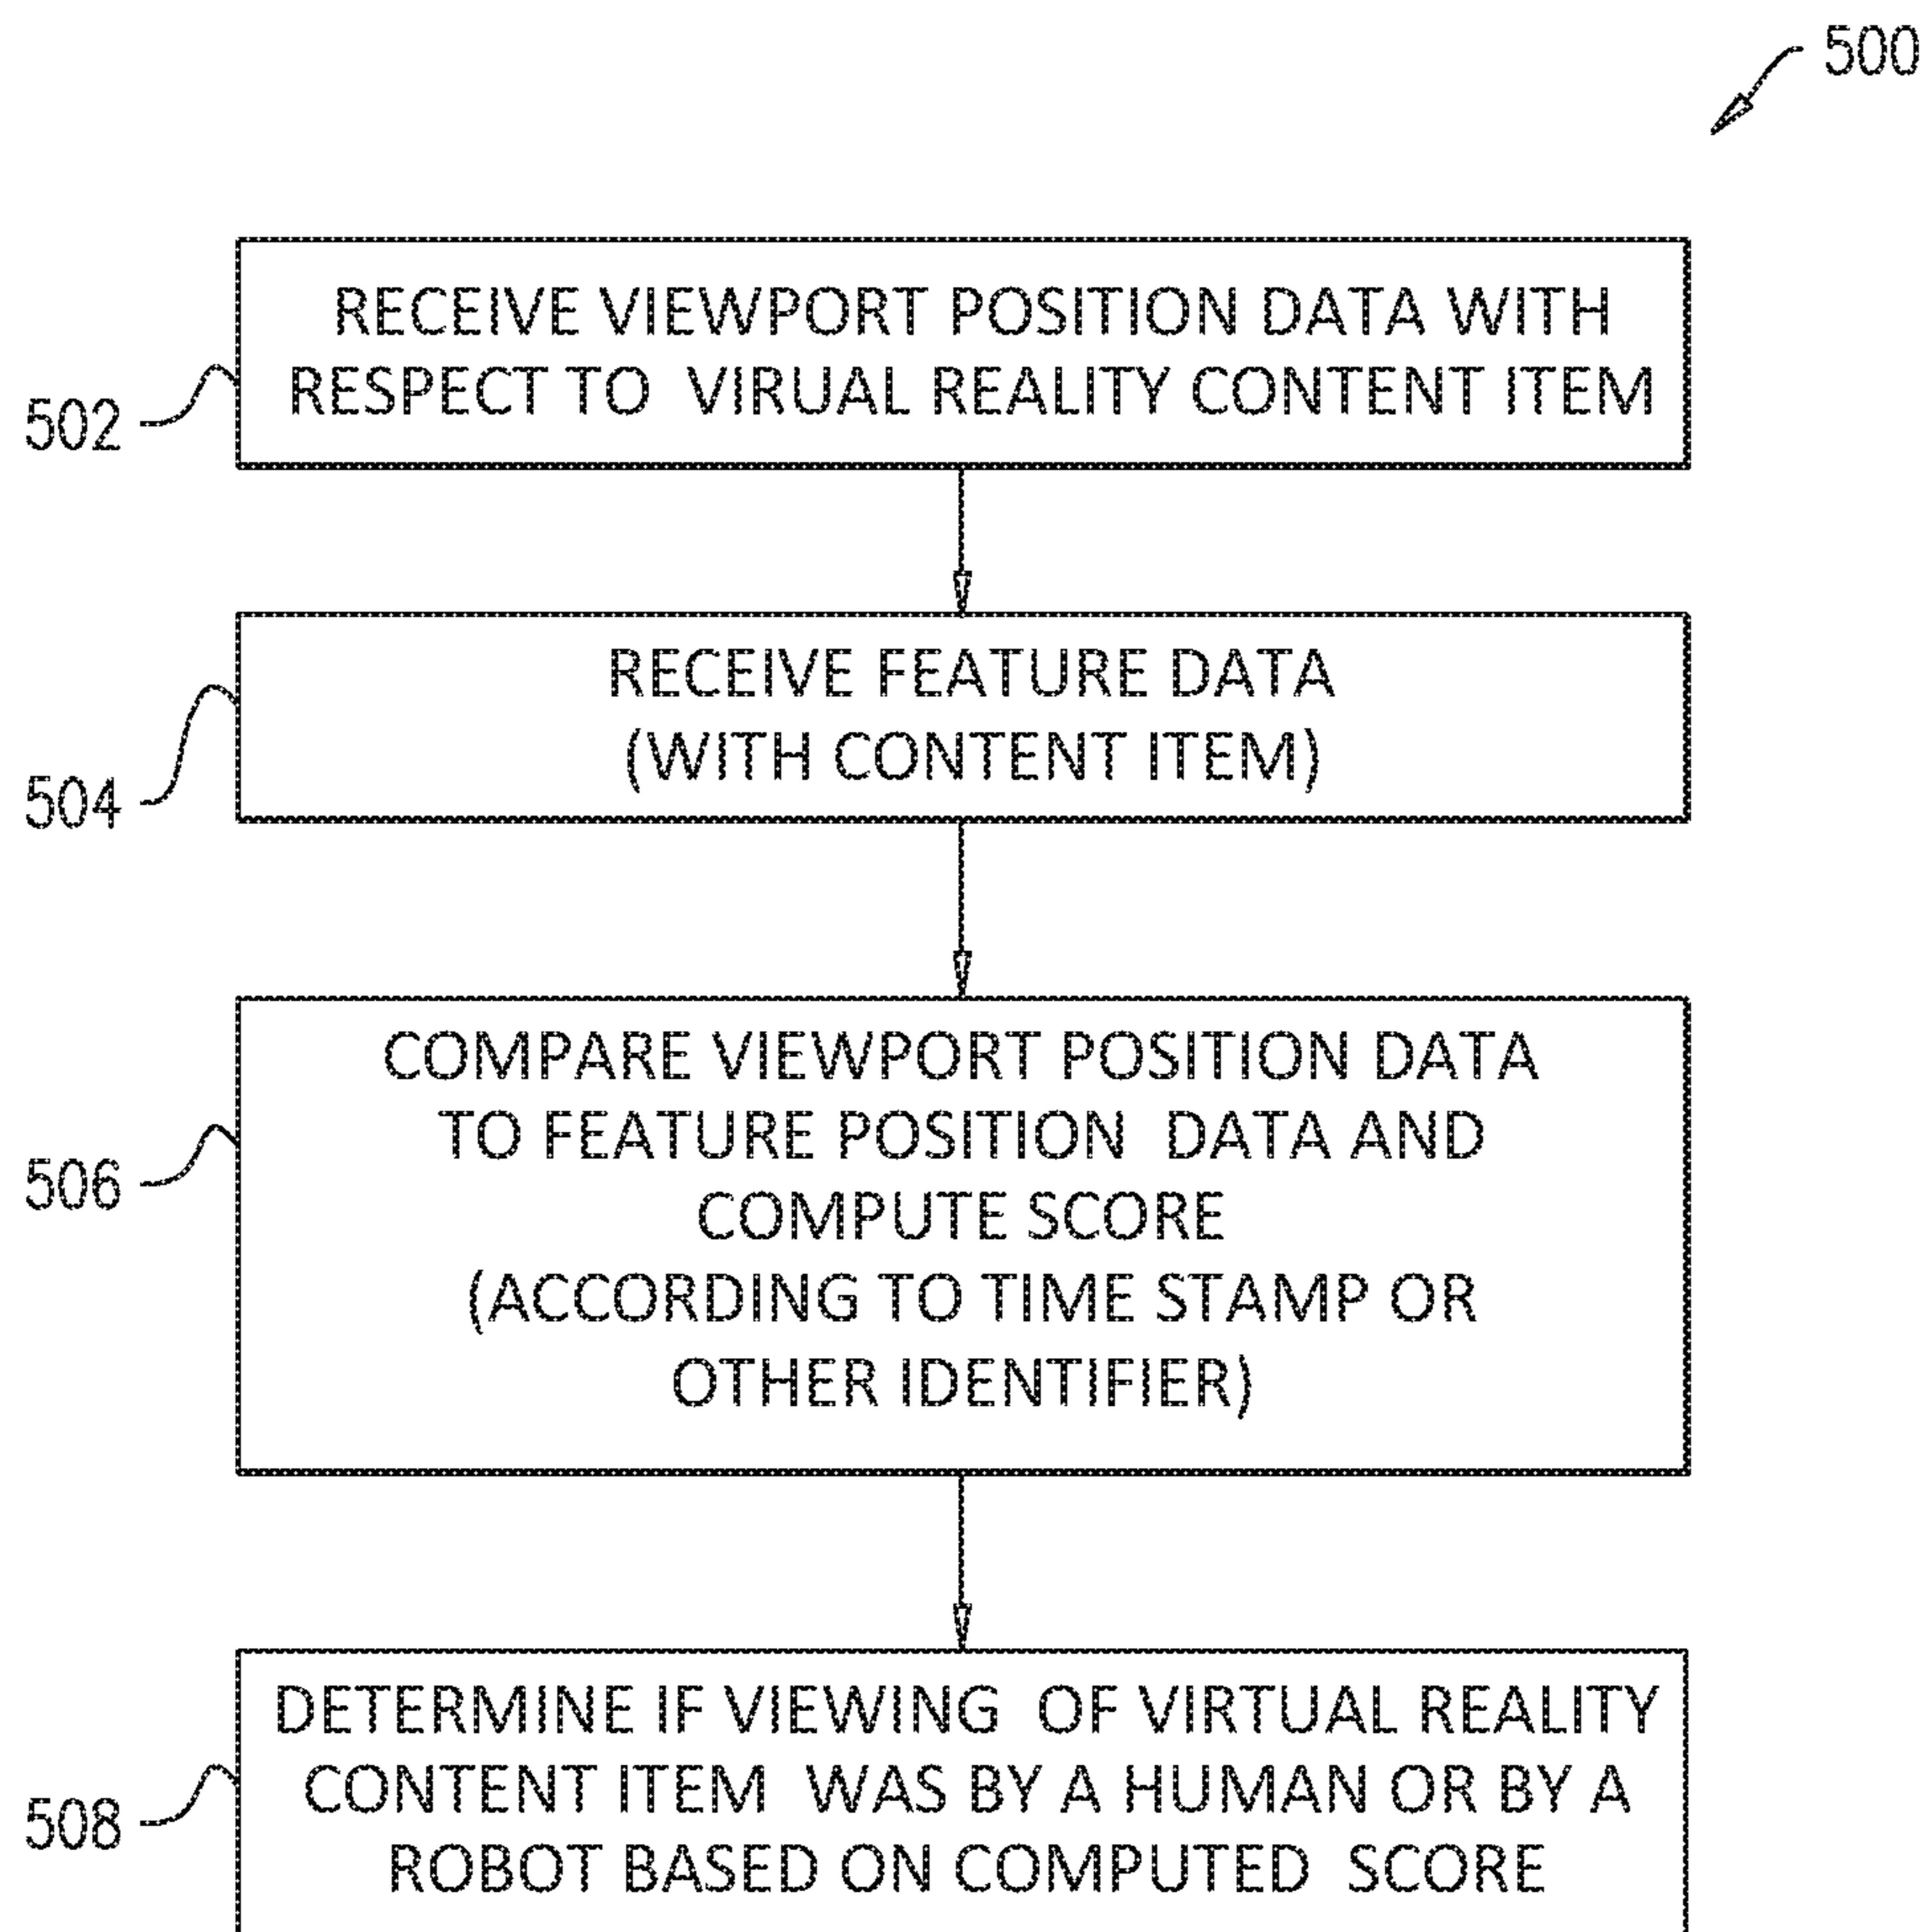 500
RECEIVE VIEWPORT POSITION DATA WITH
RESPECT TO VIRUAL REALITY CONTENT ITEM
502
RECEIVE FEATURE DATA
(WITH CONTENT ITEM)
504
COMPARE VIEWPORT POSITION DATA
TO FEATURE POSITION DATA AND
COMPUTE SCORE
(ACCORDING TO TIME STAMP OR
OTHER IDENTIFIER)
506
DETERMINE IF VIEWING OF VIRTUAL REALITY
CONTENT ITEM WAS BY A HUMAN OR BY A
ROBOT BASED ON COMPUTED SCORE
508